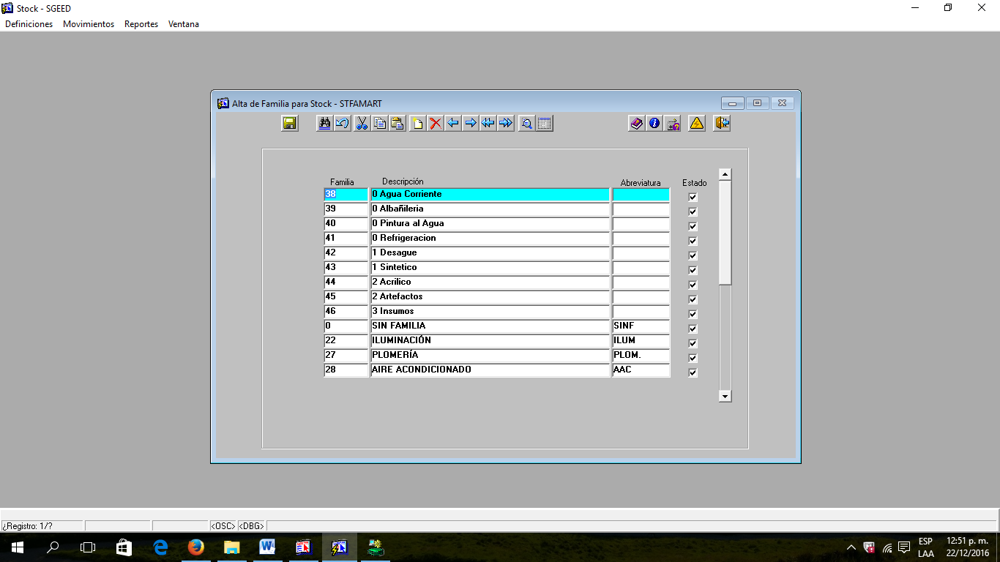 Stock - SGEED
Definiciones Movimientos Reportes Ventana
Alta de Familia para Stock - STFAMART
Familia Descripción Abreviatura Estado
38 0 Agua Corriente
39 0 Albañileria
40 0 Pintura al Agua
41 0 Refrigeracion
42 1 Desague
43 1 Sintetico
44 2 Acrilico
45 2 Artefactos
46 3 Insumos
0 SIN FAMILIA SINF
22 ILUMINACIÓN ILUM
27 PLOMERÍA PLOM.
28 AIRE ACONDICIONADO AAC
¿Registro: 1/? <OSC> <DBG>
ESP 12:51 p. m.
LAA 22/12/2016